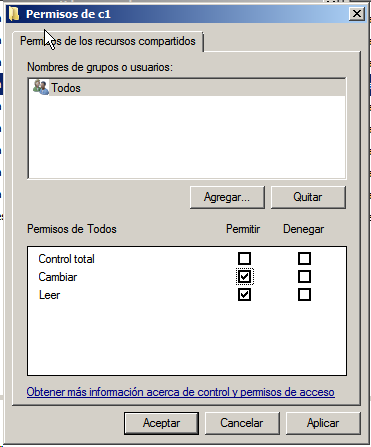 Permisos de c1
Permisos de los recursos compartidos
Nombres de grupos o usuarios:
Todos
Agregar...
Quitar
Permisos de Todos Permitir Denegar
Control total
Cambiar
Leer
Obtener más información acerca de control y permisos de acceso
Aceptar Cancelar Aplicar